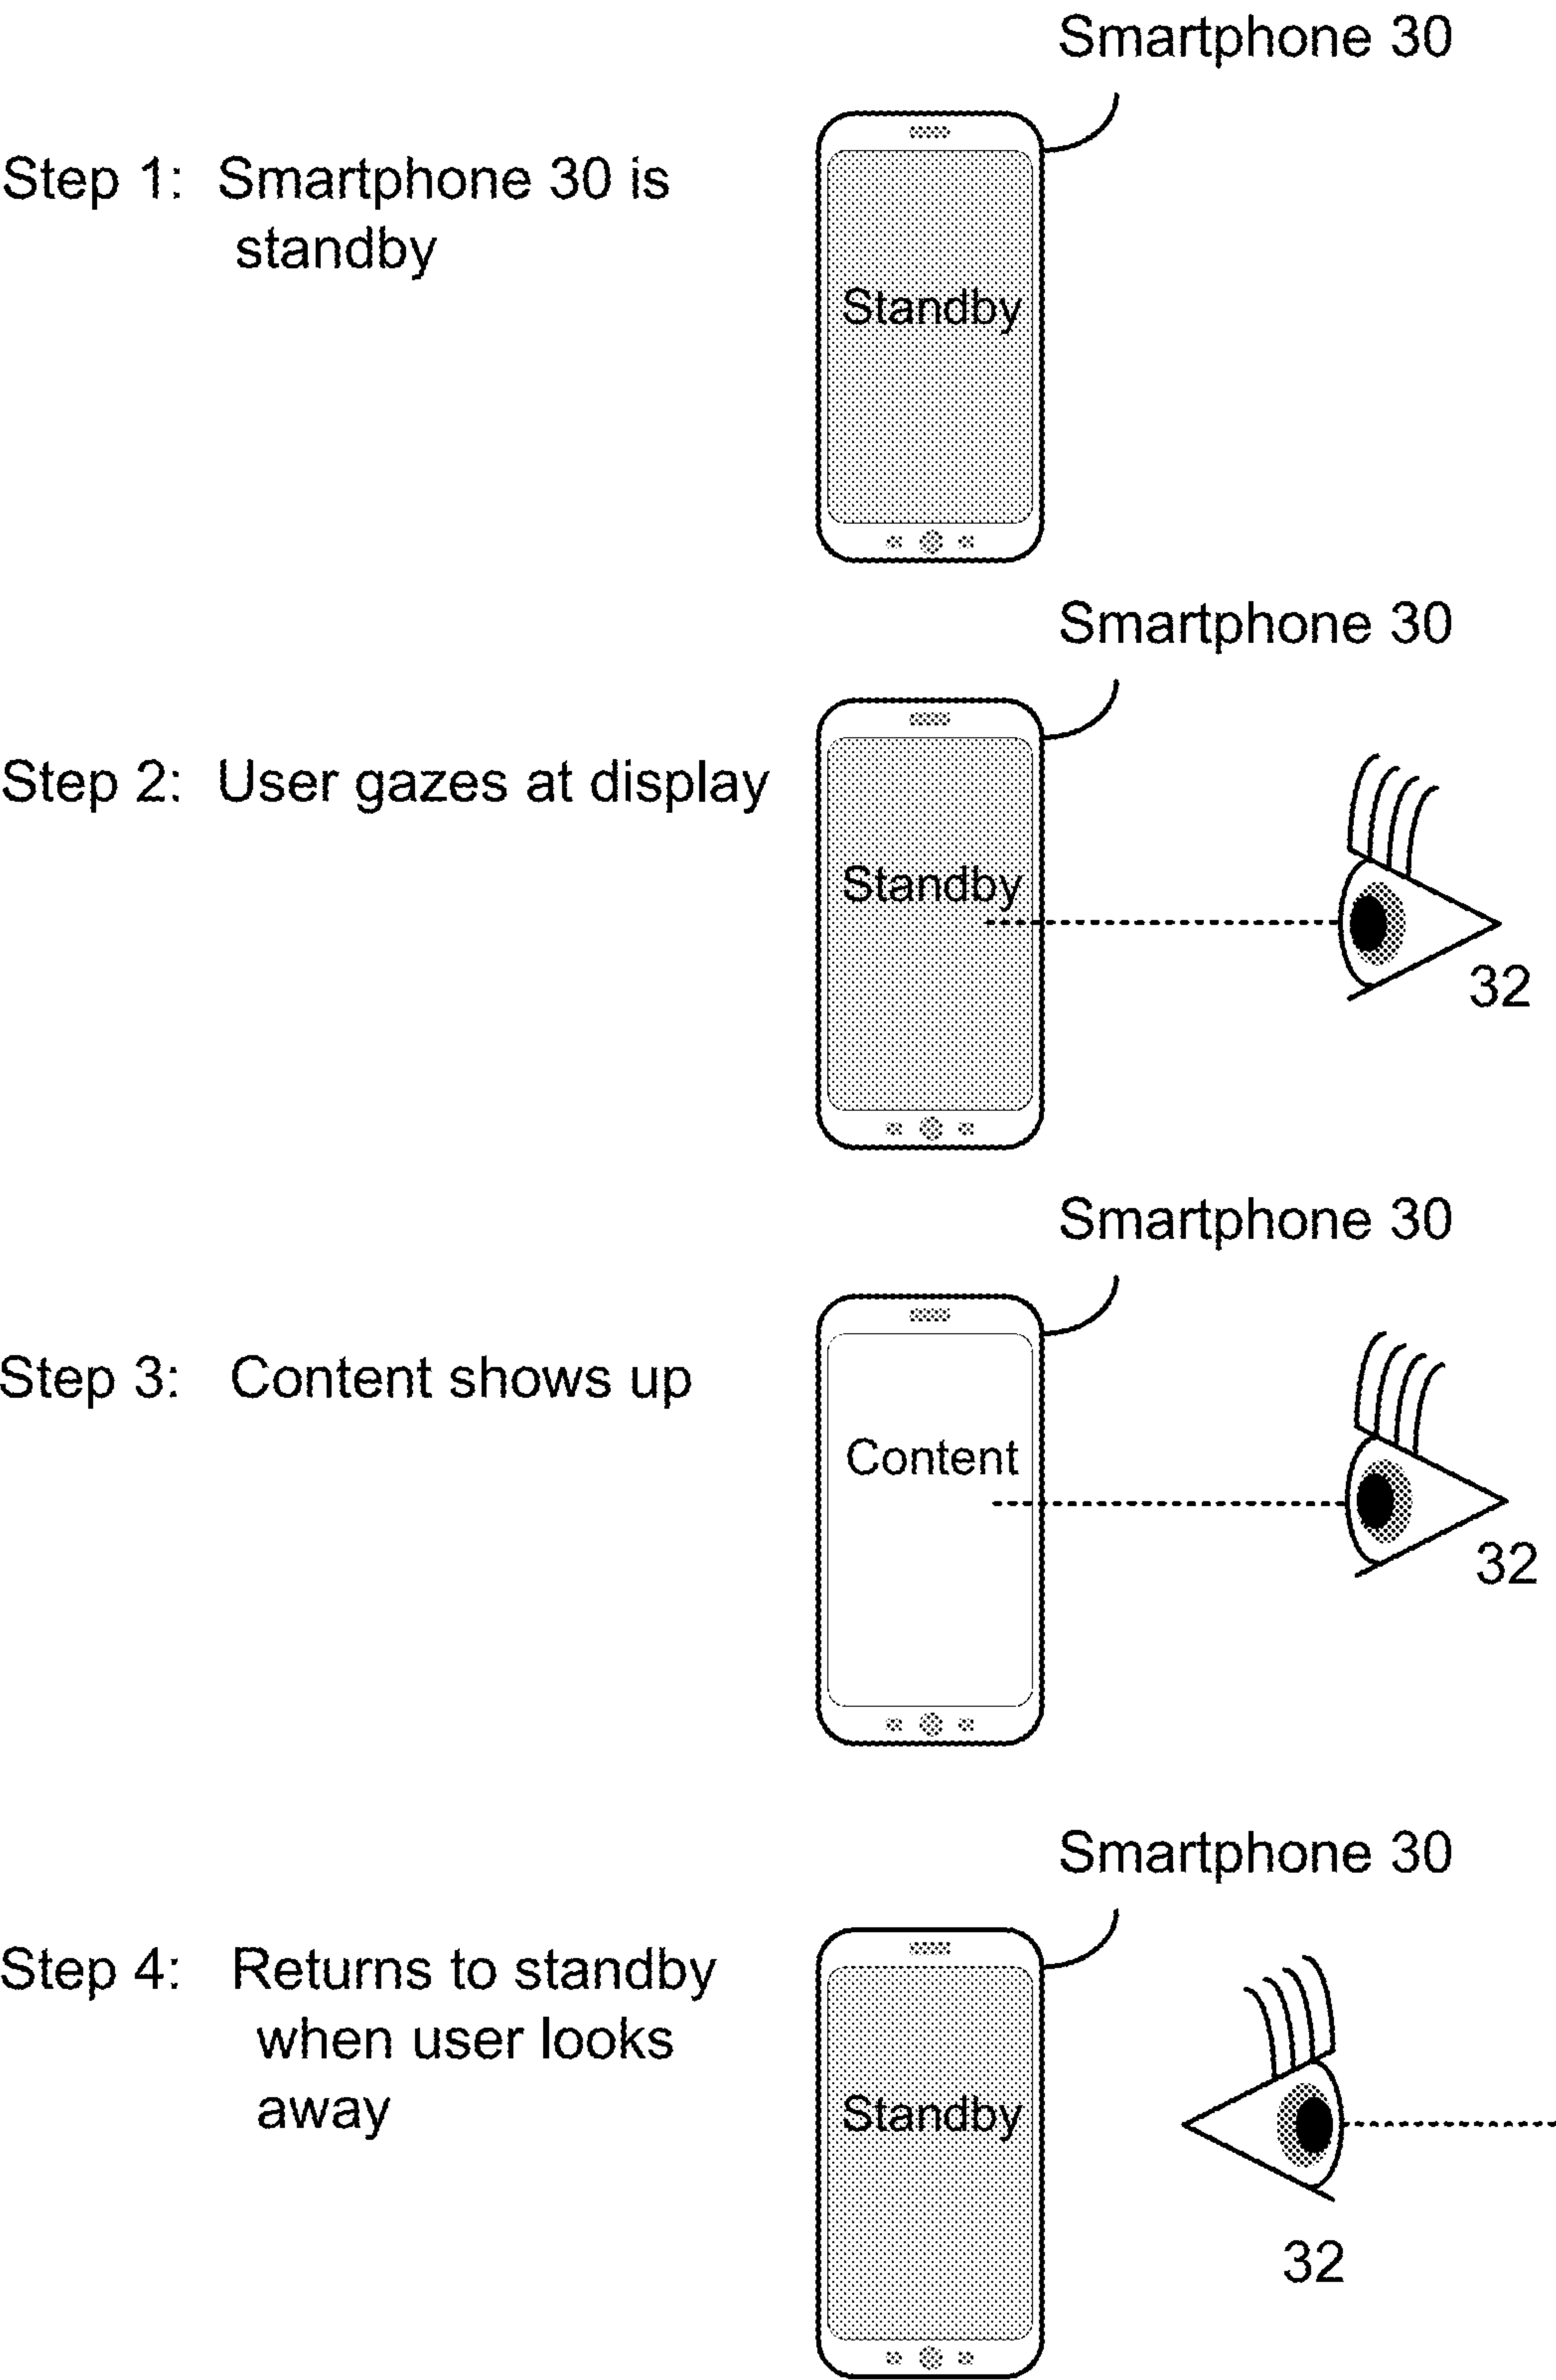 Smartphone 30
Step 1: Smartphone 30 is
standby
Standby
Smartphone 30
Step 2: User gazes at display
Standby
32
Smartphone 30
Step 3: Content shows up
Content
32
Smartphone 30
Step 4: Returns to standby
when user looks
away
Standby
32